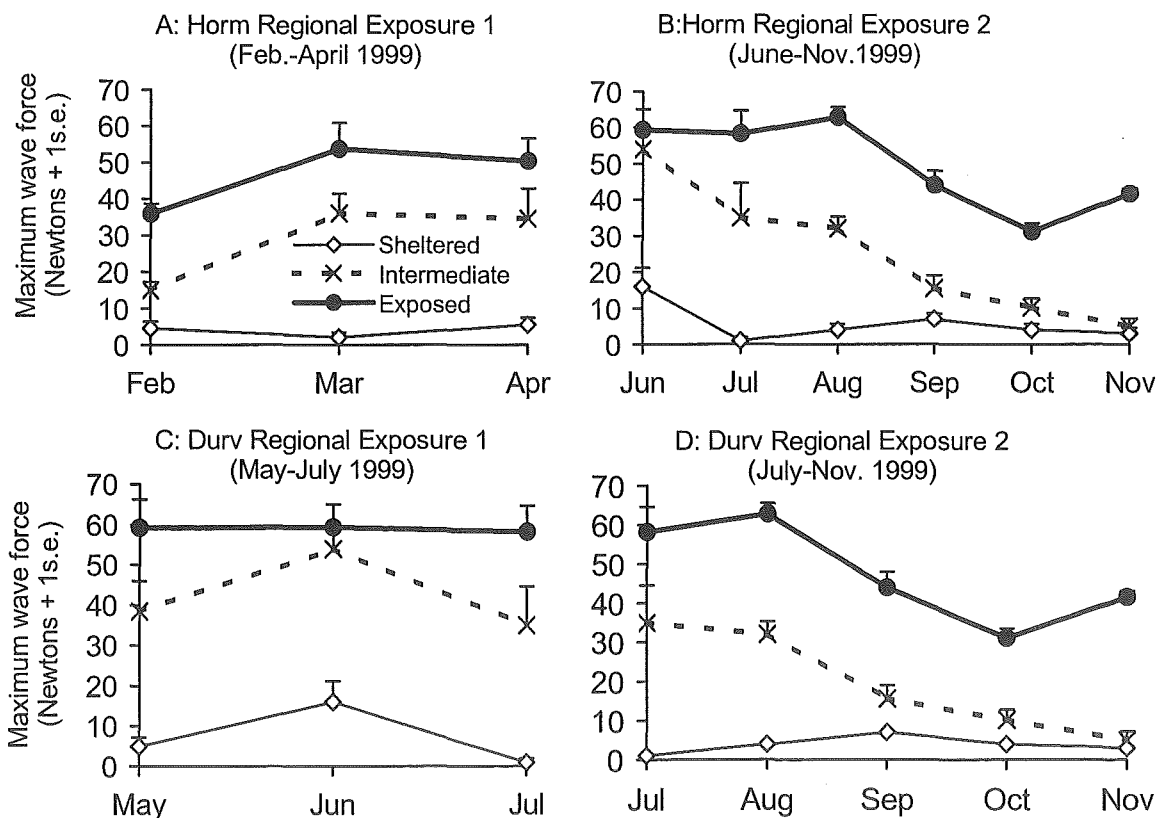 A: Horm Regional Exposure 1
(Feb.-April 1999)
Maximum wave force
(Newtons + 1s.e.)
70
60
50
40
30
20
10
0
Sheltered
Intermediate
Exposed
Feb
Mar
Apr
B:Horm Regional Exposure 2
(June-Nov.1999)
70
60
50
40
30
20
10
0
Jun
Jul
Aug
Sep
Oct
Nov
C: Durv Regional Exposure 1
(May-July 1999)
Maximum wave force
(Newtons + 1s.e.)
70
60
50
40
30
20
10
0
May
Jun
Jul
D: Durv Regional Exposure 2
(July-Nov. 1999)
70
60
50
40
30
20
10
0
Jul
Aug
Sep
Oct
Nov